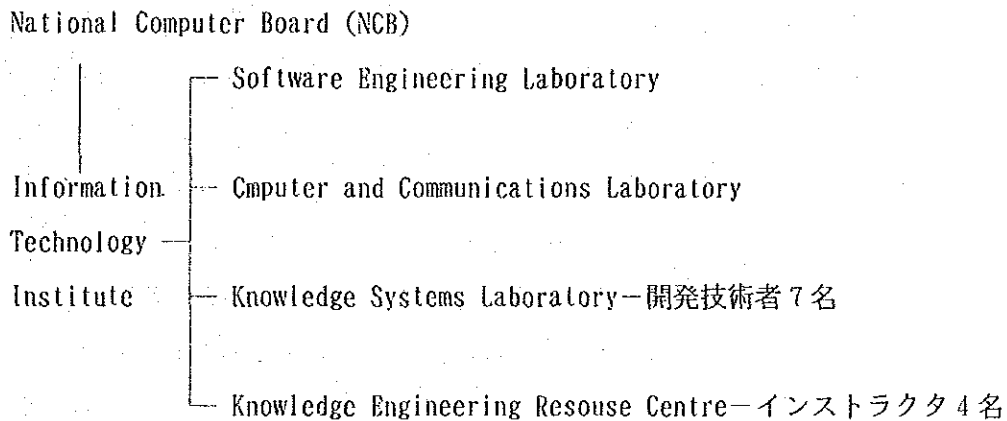 National Computer Board (NCB)
Software Engineering Laboratory
Information
Cmputer and Communications Laboratory
Technology
Institute
Knowledge Systems Laboratory－開発技術者7名
Knowledge Engineering Resouse Centre－インストラクタ4名